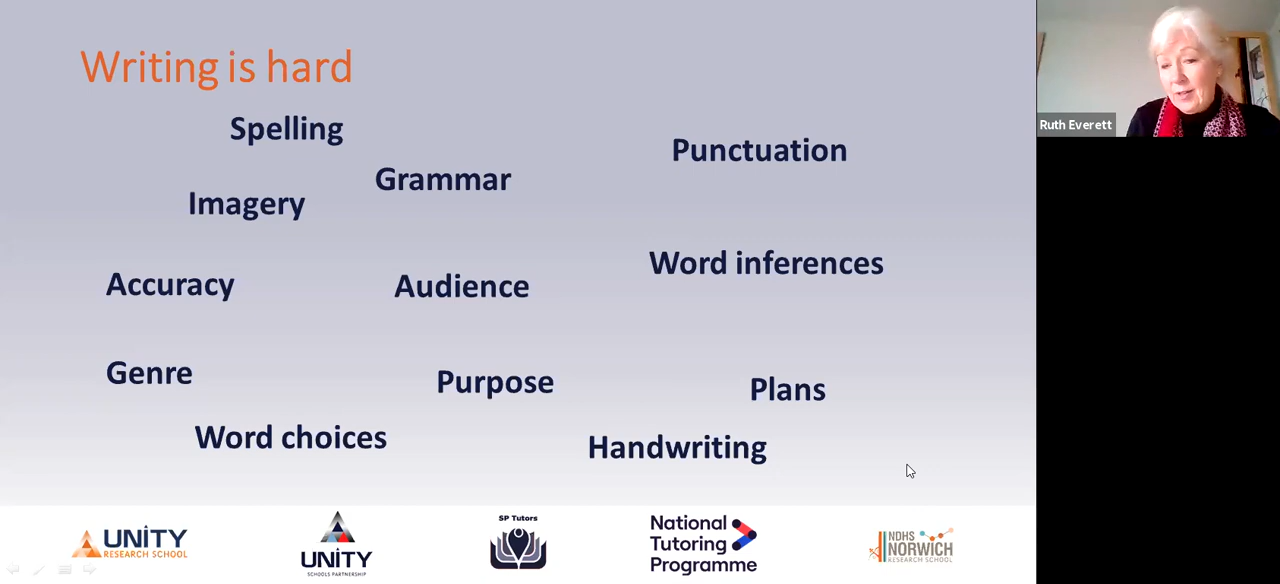 Writing is hard
Spelling
Punctuation
Grammar
Imagery
Word inferences
Accuracy
Audience
Genre
Purpose
Plans
Word choices
Handwriting
Ruth Everett
UNiTY
RESEARCH SCHOOL
UNiTY
SCHOOLS PARTNERSHIP
SP Tutors
National
Tutoring
Programme
NDHS
NORWICH
RESEARCH SCHOOL